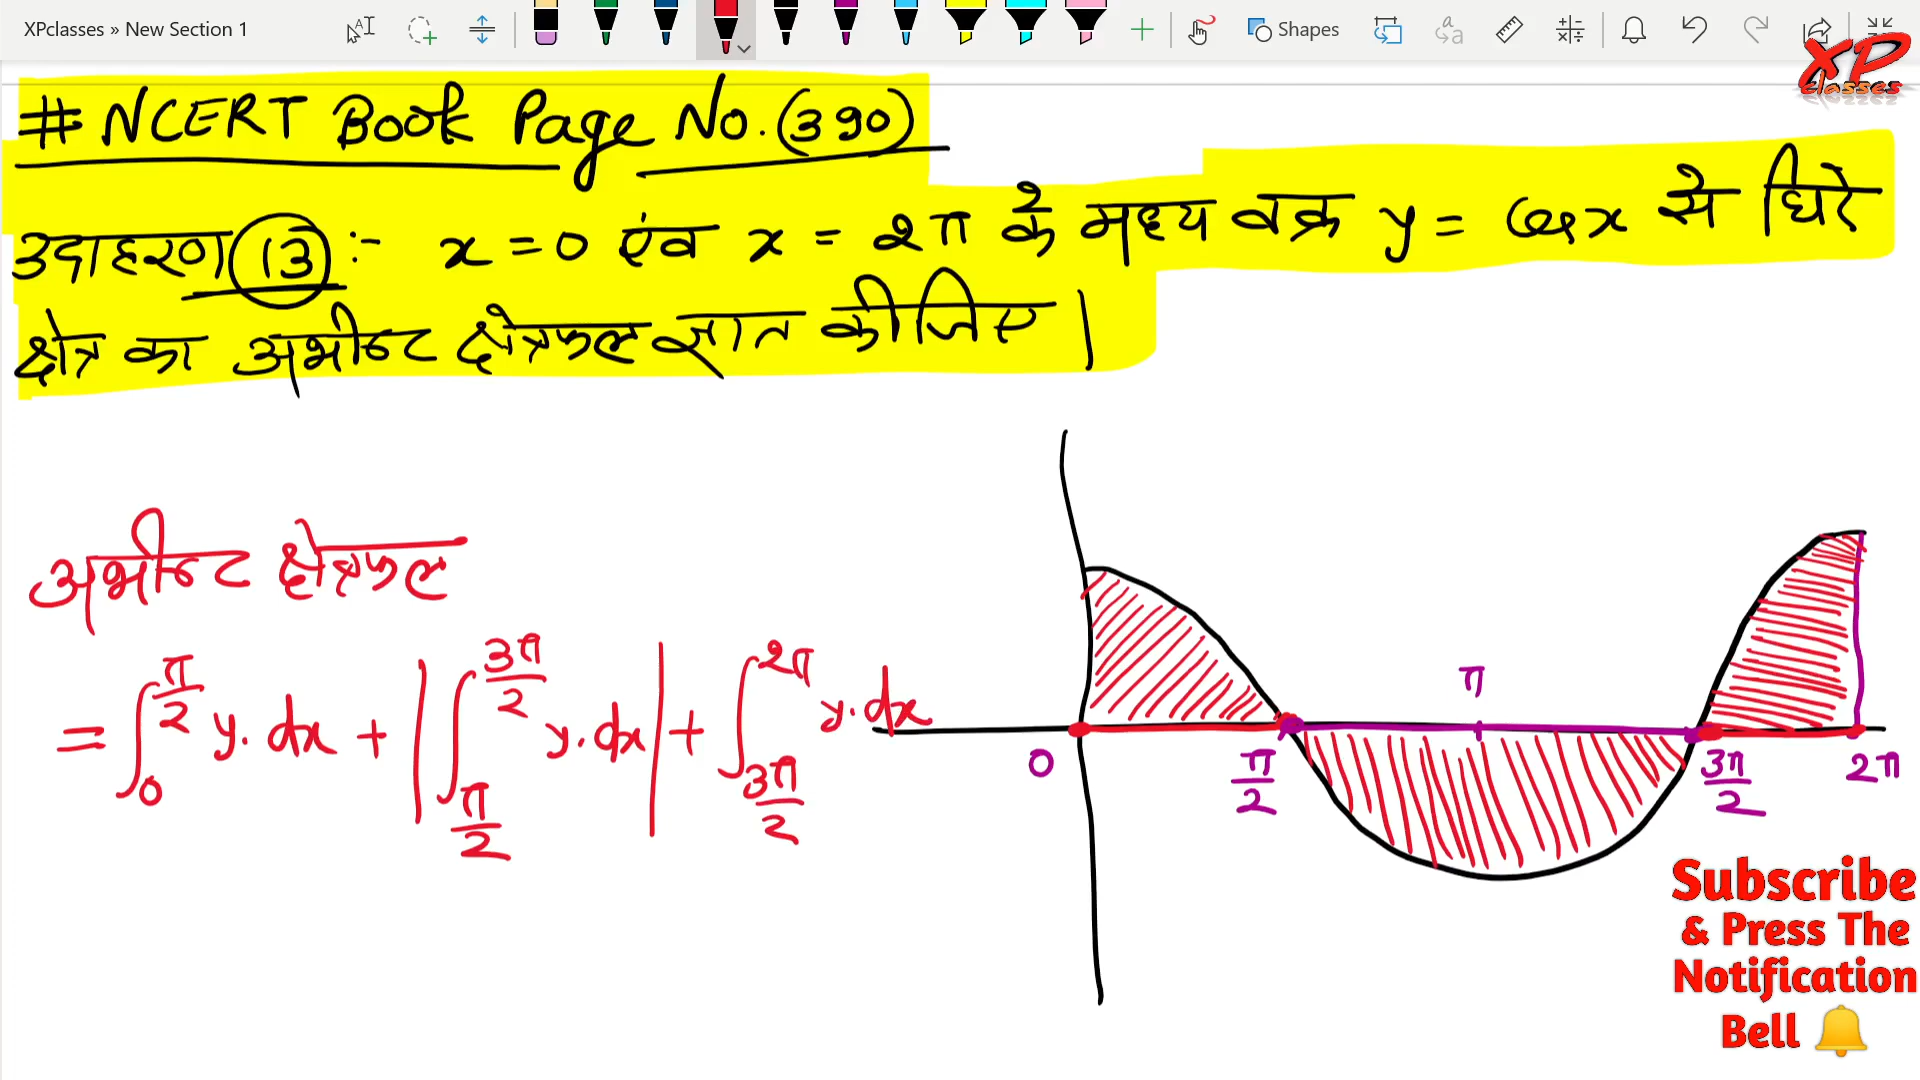 XPclasses » New Section 1
Shapes
XP classes
# NCERT Book Page No. (390)
उदाहरण (13) :- x = 0 एंव x = 2π के मध्य वक्र y = cos x से घिरे
क्षेत्र का अभीष्ट क्षेत्रफल ज्ञात कीजिए |
अभीष्ट क्षेत्रफल
= ∫₀^(π/2) y. dx + | ∫_(π/2)^(3π/2) y. dx | + ∫_(3π/2)^(2π) y. dx
π
0 π/2 3π/2 2π
Subscribe
& Press The
Notification
Bell